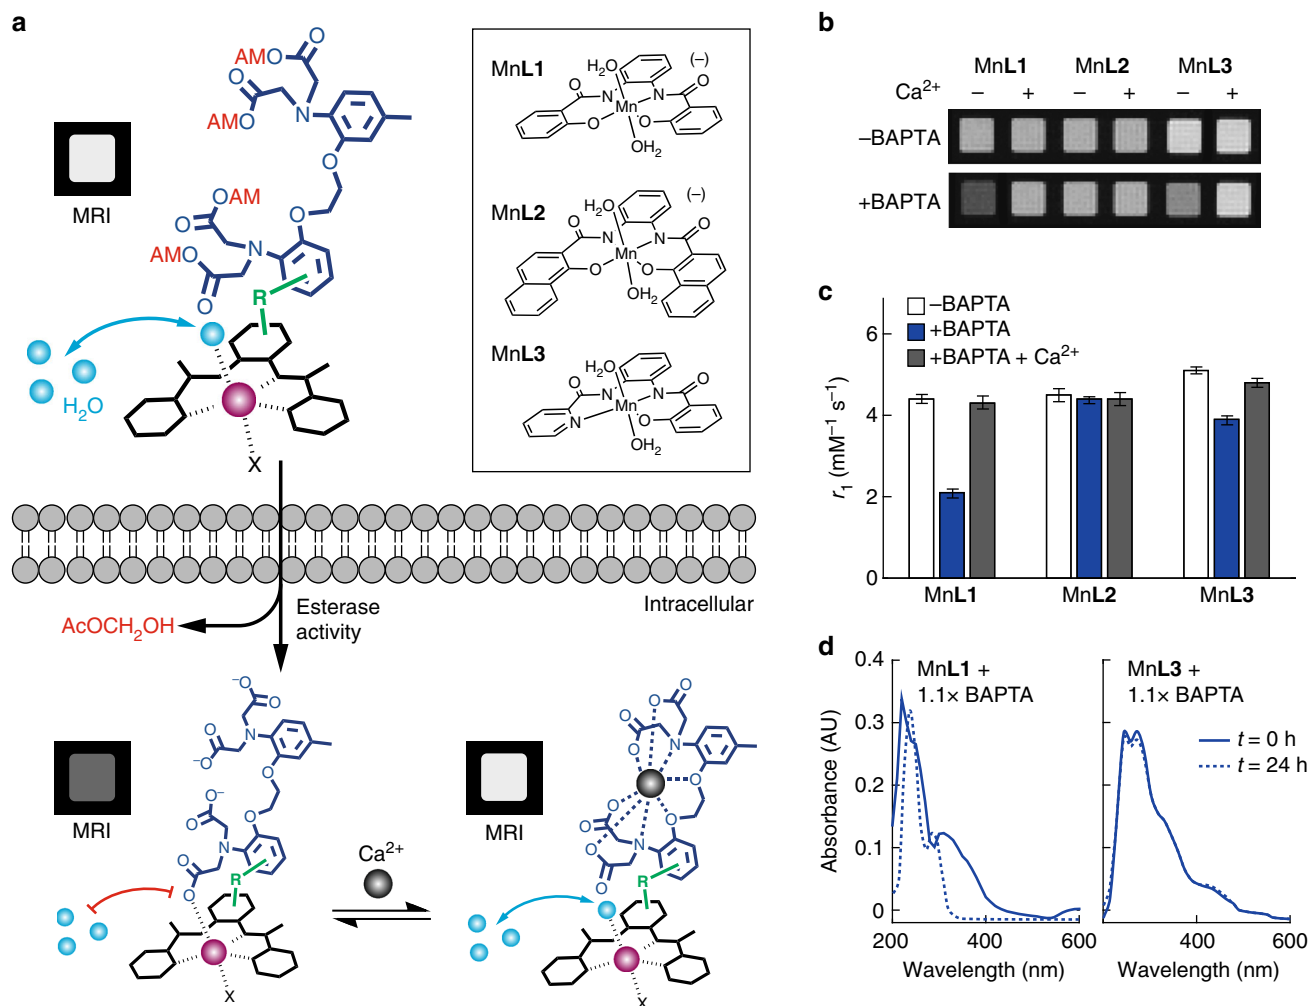 a
AMO
O
O
AMO
O
N
O
OAM
O
O
AMO
N
O
R
MRI
H₂O
X
MnL1
(−)
H₂O
O
N
N
O
Mn
O
O
OH₂
MnL2
(−)
H₂O
O
N
N
O
Mn
O
O
OH₂
MnL3
H₂O
O
N
N
O
Mn
N
O
OH₂
Intracellular
AcOCH₂OH
Esterase
activity
⁻O
O
O
N
⁻O
O
O⁻
O
O
N
O
O
R
X
MRI
Ca²⁺
MRI
O
O
O
O
N
O
O
O
O
O
N
O
R
X
b
MnL1 MnL2 MnL3
Ca²⁺ − + − + − +
−BAPTA
+BAPTA
c
−BAPTA
+BAPTA
+BAPTA + Ca²⁺
r₁ (mM⁻¹ s⁻¹)
6
4
2
0
MnL1 MnL2 MnL3
d
MnL1 +
1.1× BAPTA
MnL3 +
1.1× BAPTA
t = 0 h
t = 24 h
Absorbance (AU)
0.4
0.3
0.2
0.1
0
200 400 600
400 600
Wavelength (nm) Wavelength (nm)